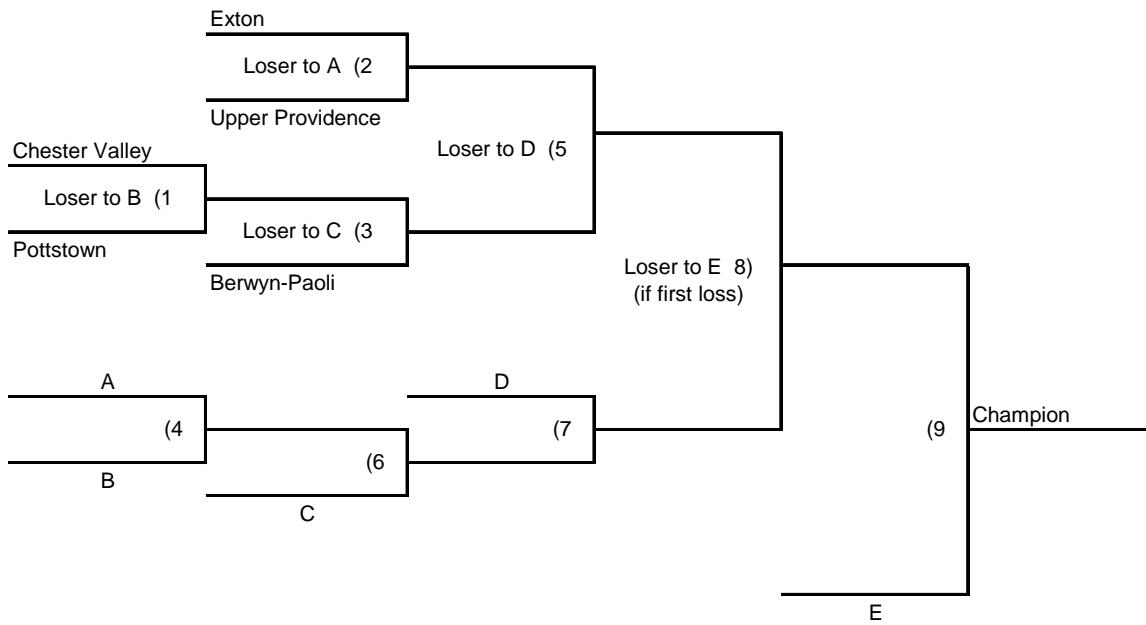 Exton
Loser to A (2
Upper Providence
Chester Valley
Loser to D (5
Loser to B (1
Loser to C (3
Pottstown
Berwyn-Paoli
Loser to E 8)
(if first loss)
A
D
(4
(7
(9
Champion
(6
B
C
E